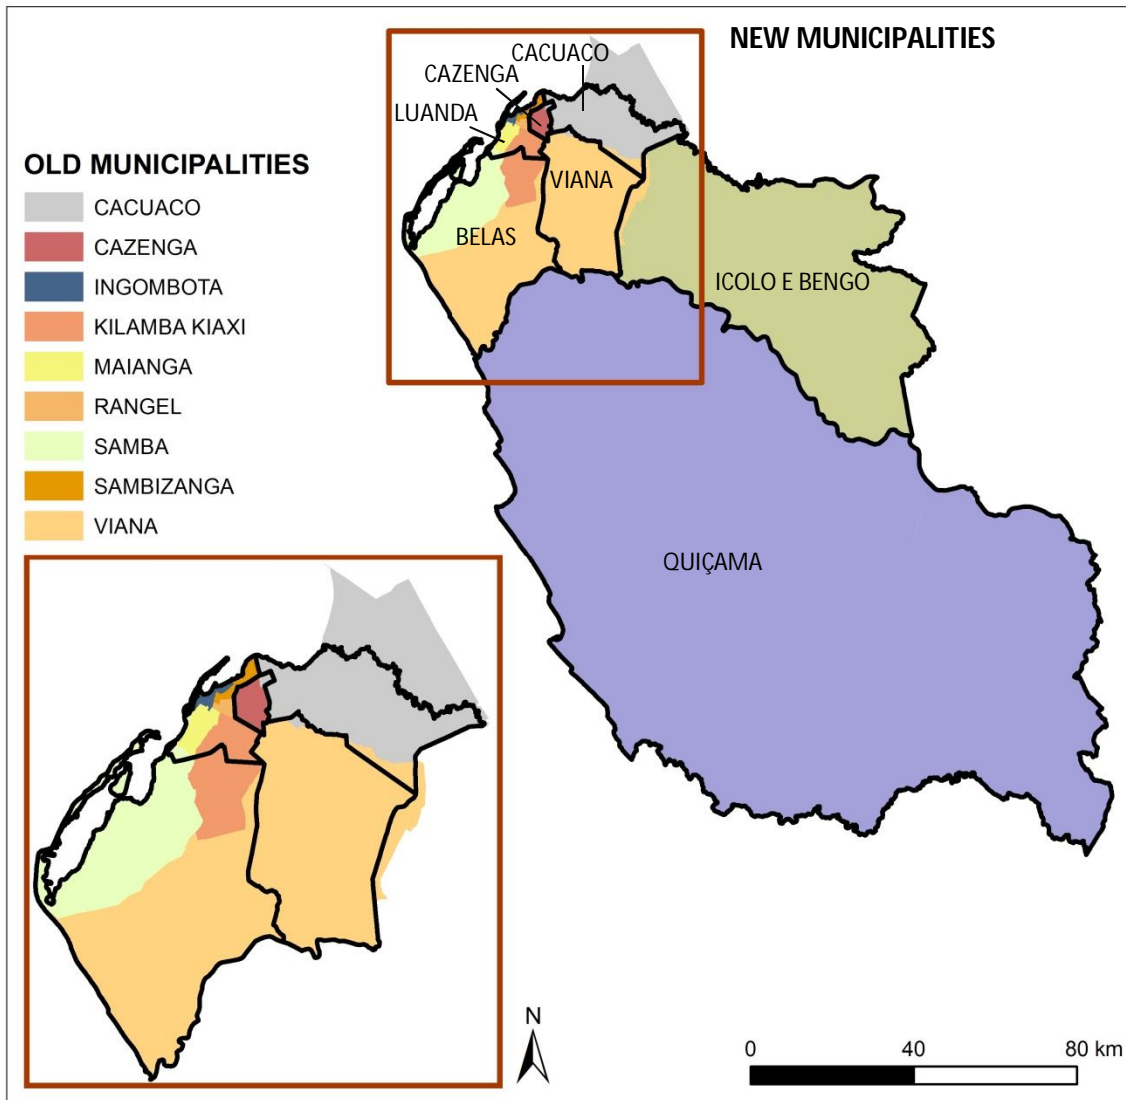 NEW MUNICIPALITIES
CACUACO
CAZENGA
LUANDA
VIANA
BELAS
ICOLO E BENGO
QUIÇAMA
OLD MUNICIPALITIES
CACUACO
CAZENGA
INGOMBOTA
KILAMBA KIAXI
MAIANGA
RANGEL
SAMBA
SAMBIZANGA
VIANA
N
0 40 80 km